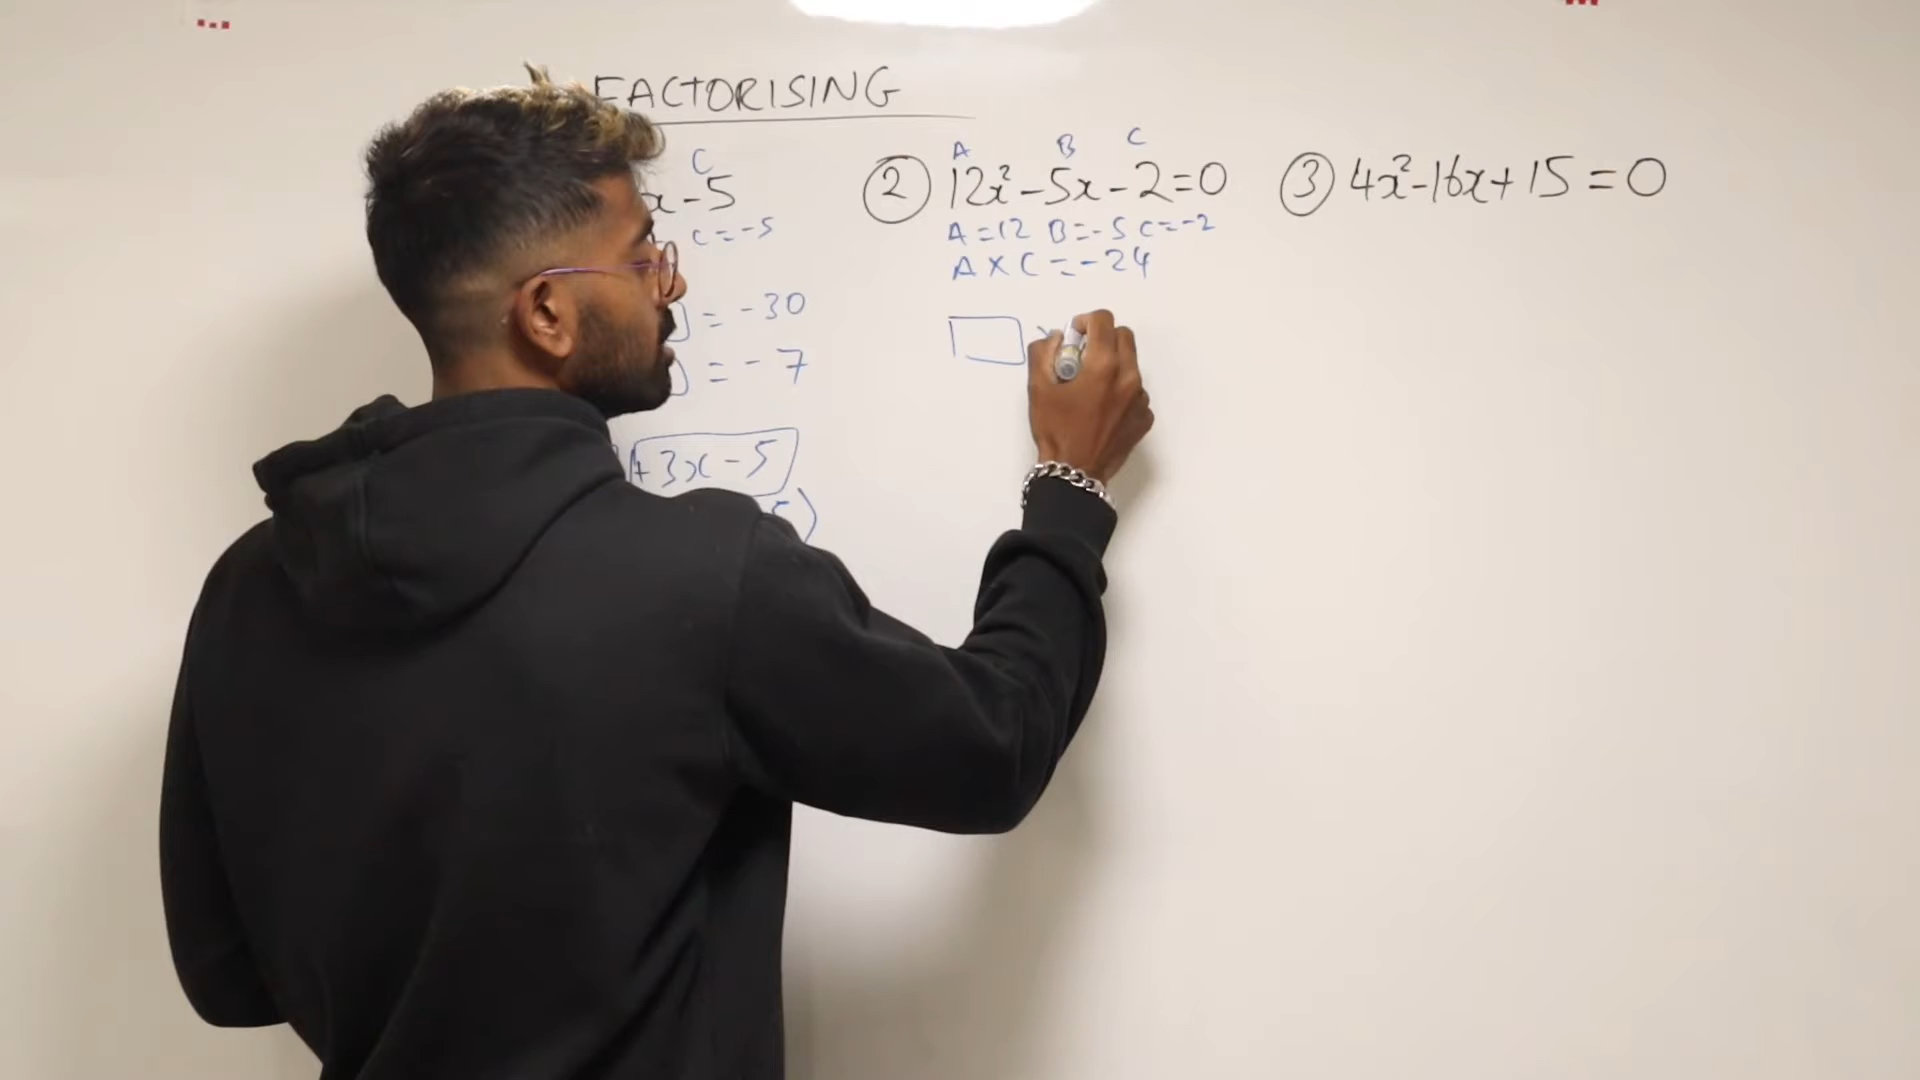 FACTORISING
C
x - 5
C = -5
= -30
= -7
+3x - 5
5)
A B C
② 12x² - 5x - 2 = 0
A = 12 B = -5 C = -2
A × C = -24
×
③ 4x² - 16x + 15 = 0